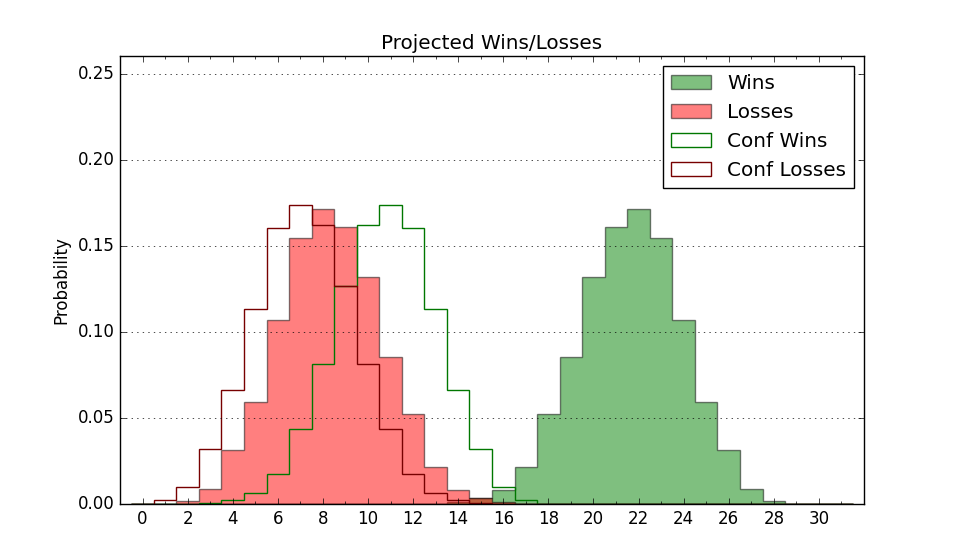 Projected Wins/Losses
0.25
0.20
0.15
0.10
0.05
0.00
Probability
Wins
Losses
Conf Wins
Conf Losses
0 2 4 6 8 10 12 14 16 18 20 22 24 26 28 30